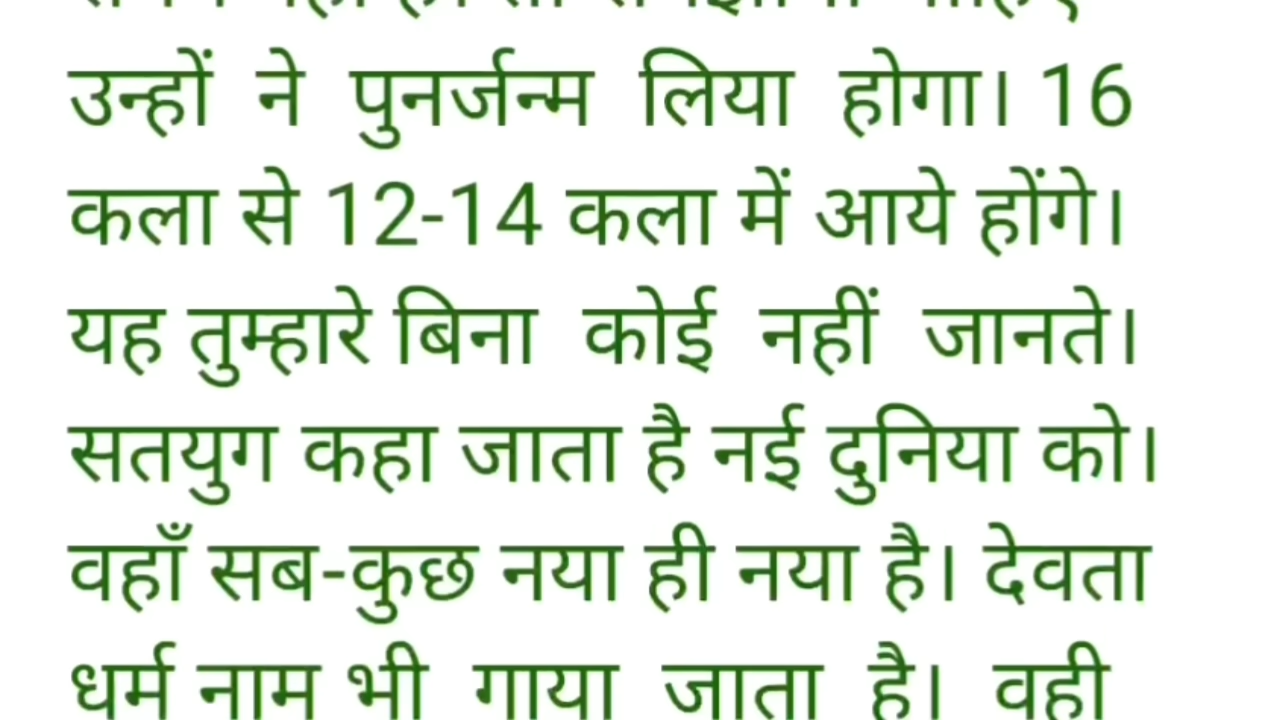 उन्हों ने पुनर्जन्म लिया होगा। 16
कला से 12-14 कला में आये होंगे।
यह तुम्हारे बिना कोई नहीं जानते।
सतयुग कहा जाता है नई दुनिया को।
वहाँ सब-कुछ नया ही नया है। देवता
धर्म नाम भी गाया जाता है। वही